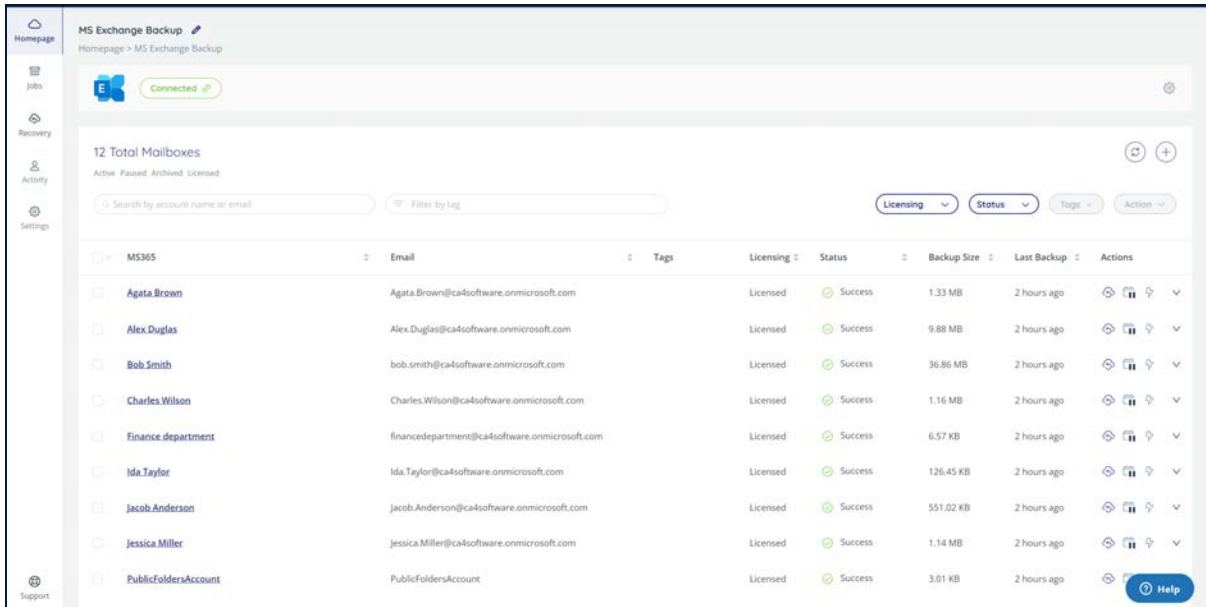 Homepage
Jobs
Recovery
Activity
Settings
Support
MS Exchange Backup
Homepage > MS Exchange Backup
E
Connected
12 Total Mailboxes
Active Paused Archived Licensed
Search by account name or email Filter by tag Licensing Status Tags Action
MS365 Email Tags Licensing Status Backup Size Last Backup Actions
Agata Brown Agata.Brown@ca4software.onmicrosoft.com Licensed Success 1.33 MB 2 hours ago
Alex Duglas Alex.Duglas@ca4software.onmicrosoft.com Licensed Success 9.88 MB 2 hours ago
Bob Smith bob.smith@ca4software.onmicrosoft.com Licensed Success 36.86 MB 2 hours ago
Charles Wilson Charles.Wilson@ca4software.onmicrosoft.com Licensed Success 1.16 MB 2 hours ago
Finance department financedepartment@ca4software.onmicrosoft.com Licensed Success 6.57 KB 2 hours ago
Ida Taylor Ida.Taylor@ca4software.onmicrosoft.com Licensed Success 126.45 KB 2 hours ago
Jacob Anderson Jacob.Anderson@ca4software.onmicrosoft.com Licensed Success 551.02 KB 2 hours ago
Jessica Miller Jessica.Miller@ca4software.onmicrosoft.com Licensed Success 1.14 MB 2 hours ago
PublicFoldersAccount PublicFoldersAccount Licensed Success 3.01 KB 2 hours ago
Help